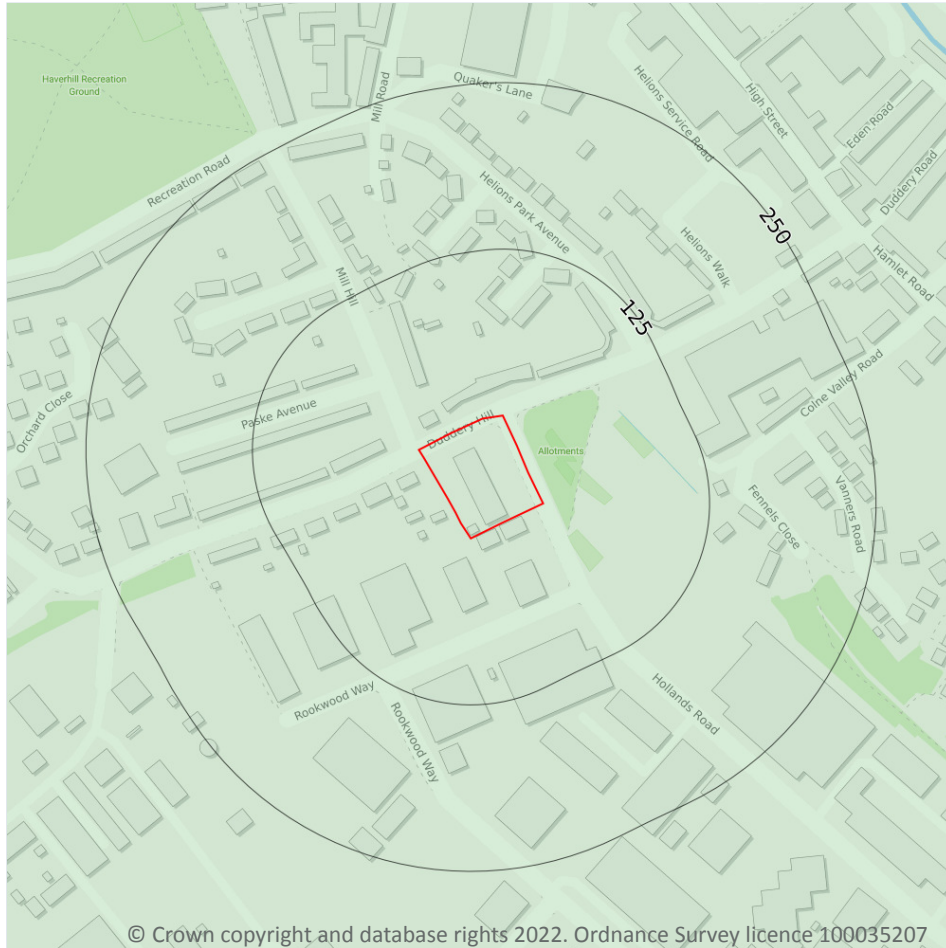 Haverhill Recreation
Ground
Quaker's Lane
Mill Road
Helions Service Road
High Street
Eden Road
Duddery Road
Recreation Road
Helions Park Avenue
250
Helions Walk
Hamlet Road
Mill Hill
125
Colne Valley Road
Orchard Close
Paske Avenue
Duddery Hill
Allotments
Fennels Close
Vanners Road
Rookwood Way
Hollands Road
Rookwood Way
© Crown copyright and database rights 2022. Ordnance Survey licence 100035207